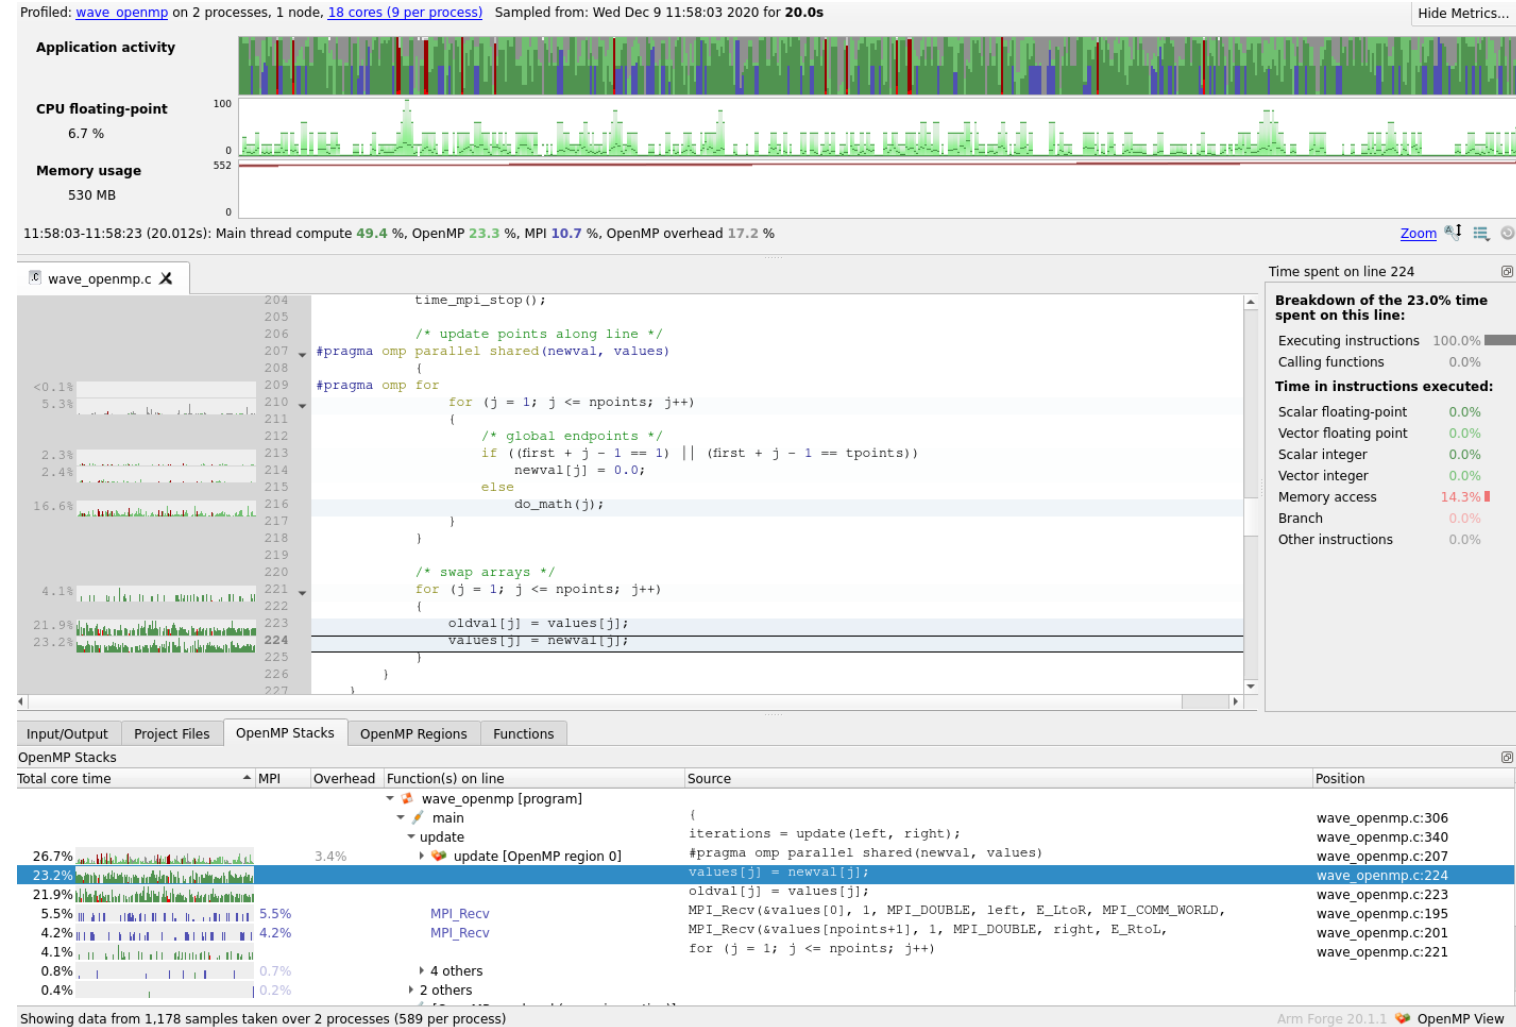 Profiled: wave_openmp on 2 processes, 1 node, 18 cores (9 per process) Sampled from: Wed Dec 9 11:58:03 2020 for 20.0s Hide Metrics...
Application activity
CPU floating-point 100
6.7 %
0
552
Memory usage
530 MB
0
11:58:03-11:58:23 (20.012s): Main thread compute 49.4 %, OpenMP 23.3 %, MPI 10.7 %, OpenMP overhead 17.2 % Zoom
wave_openmp.c
204 time_mpi_stop();
205
206 /* update points along line */
207 #pragma omp parallel shared(newval, values)
208 {
<0.1% 209 #pragma omp for
5.3% 210 for (j = 1; j <= npoints; j++)
211 {
212 /* global endpoints */
2.3% 213 if ((first + j - 1 == 1) || (first + j - 1 == tpoints))
2.4% 214 newval[j] = 0.0;
215 else
16.6% 216 do_math(j);
217 }
218 }
219
220 /* swap arrays */
4.1% 221 for (j = 1; j <= npoints; j++)
222 {
21.9% 223 oldval[j] = values[j];
23.2% 224 values[j] = newval[j];
225 }
226 }
227 }
Time spent on line 224
Breakdown of the 23.0% time
spent on this line:
Executing instructions 100.0%
Calling functions 0.0%
Time in instructions executed:
Scalar floating-point 0.0%
Vector floating point 0.0%
Scalar integer 0.0%
Vector integer 0.0%
Memory access 14.3%
Branch 0.0%
Other instructions 0.0%
Input/Output Project Files OpenMP Stacks OpenMP Regions Functions
OpenMP Stacks
Total core time MPI Overhead Function(s) on line Source Position
wave_openmp [program]
main { wave_openmp.c:306
update iterations = update(left, right); wave_openmp.c:340
26.7% 3.4% update [OpenMP region 0] #pragma omp parallel shared(newval, values) wave_openmp.c:207
23.2% values[j] = newval[j]; wave_openmp.c:224
21.9% oldval[j] = values[j]; wave_openmp.c:223
5.5% 5.5% MPI_Recv MPI_Recv(&values[0], 1, MPI_DOUBLE, left, E_LtoR, MPI_COMM_WORLD, wave_openmp.c:195
4.2% 4.2% MPI_Recv MPI_Recv(&values[npoints+1], 1, MPI_DOUBLE, right, E_RtoL, wave_openmp.c:201
4.1% for (j = 1; j <= npoints; j++) wave_openmp.c:221
0.8% 0.7% 4 others
0.4% 0.2% 2 others
Showing data from 1,178 samples taken over 2 processes (589 per process) Arm Forge 20.1.1 OpenMP View